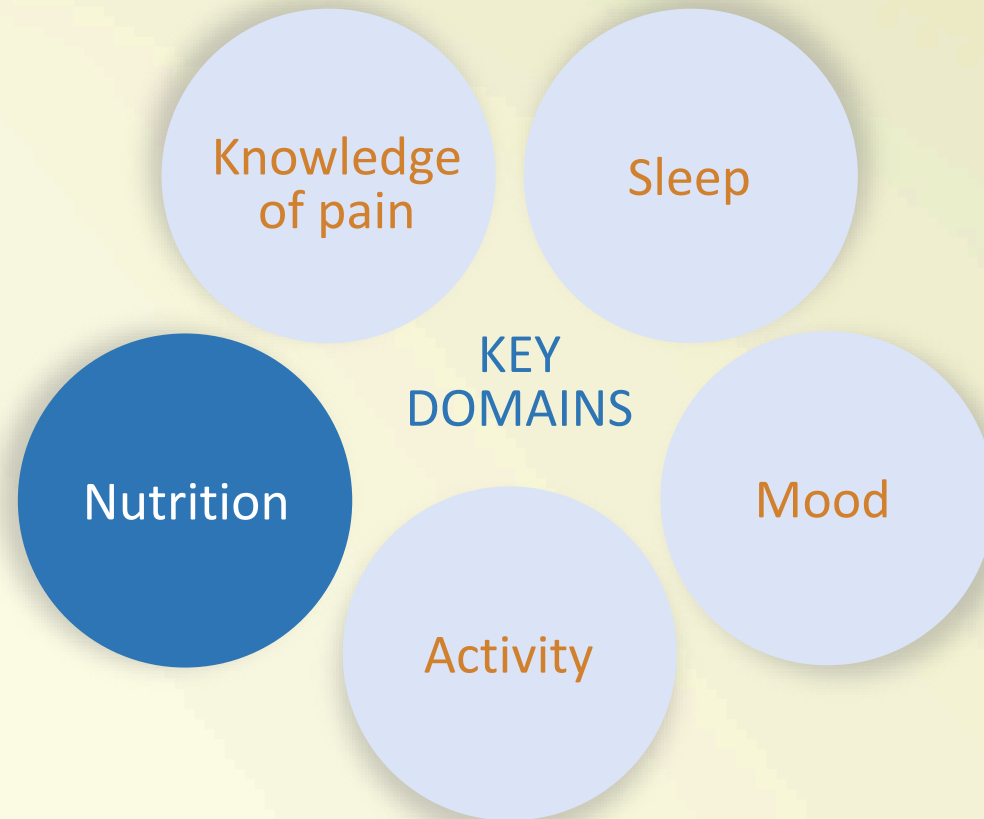 Knowledge
of pain
Sleep
KEY
DOMAINS
Nutrition
Mood
Activity